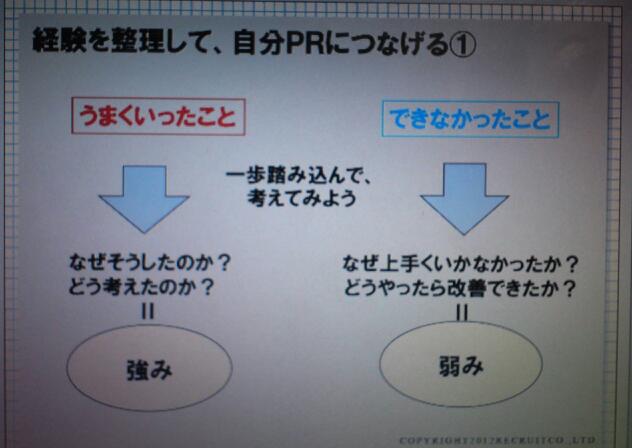 経験を整理して、自分PRにつなげる①
うまくいったこと
できなかったこと
一歩踏み込んで、
考えてみよう
なぜそうしたのか？
どう考えたのか？
なぜ上手くいかなかったか？
どうやったら改善できたか？
=
=
強み
弱み
COPYRIGHT2012RECRUITCO.,LTD